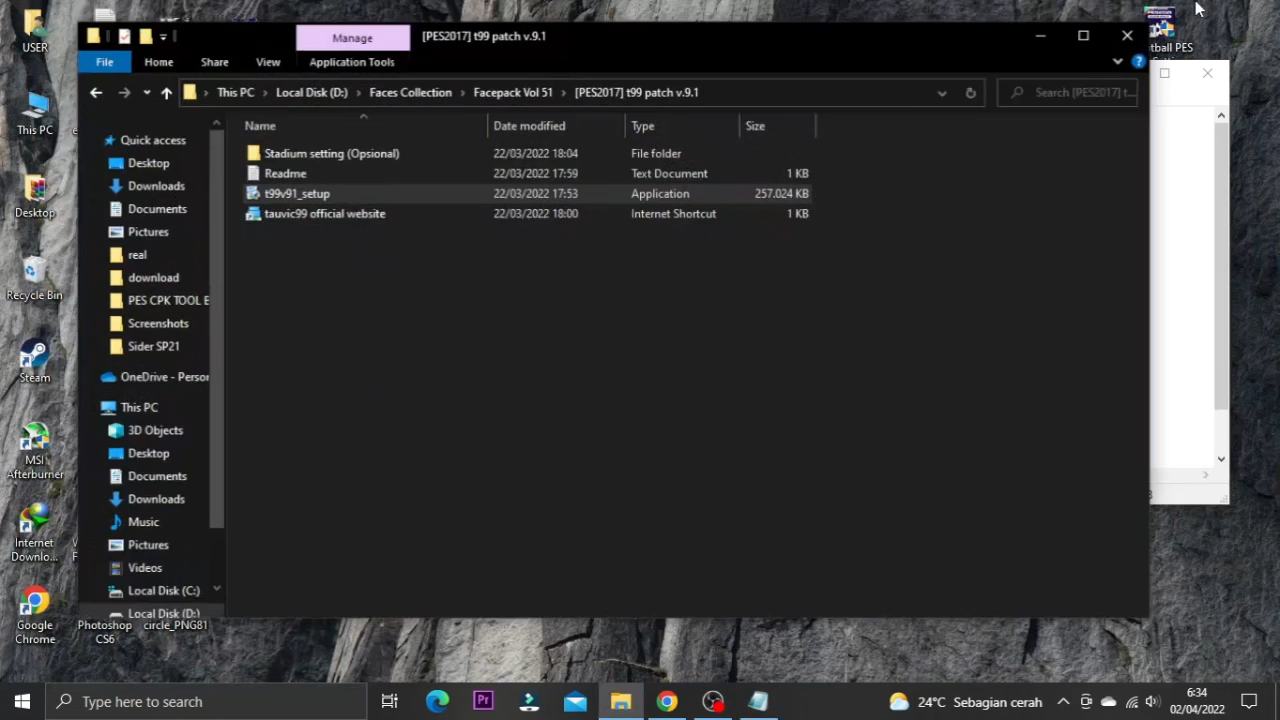 USER
This PC
Desktop
Recycle Bin
Steam
MSI
Afterburner
Internet
Downlo...
Google
Chrome
Photoshop
CS6
circle_PNG81
tball PES
Manage
[PES2017] t99 patch v.9.1
File
Home
Share
View
Application Tools
This PC
Local Disk (D:)
Faces Collection
Facepack Vol 51
[PES2017] t99 patch v.9.1
Search [PES2017] t...
Name
Date modified
Type
Size
Stadium setting (Opsional)
22/03/2022 18:04
File folder
Readme
22/03/2022 17:59
Text Document
1 KB
t99v91_setup
22/03/2022 17:53
Application
257.024 KB
tauvic99 official website
22/03/2022 18:00
Internet Shortcut
1 KB
Quick access
Desktop
Downloads
Documents
Pictures
real
download
PES CPK TOOL E
Screenshots
Sider SP21
OneDrive - Person
This PC
3D Objects
Desktop
Documents
Downloads
Music
Pictures
Videos
Local Disk (C:)
Local Disk (D:)
Type here to search
Pr
24°C Sebagian cerah
6:34
02/04/2022